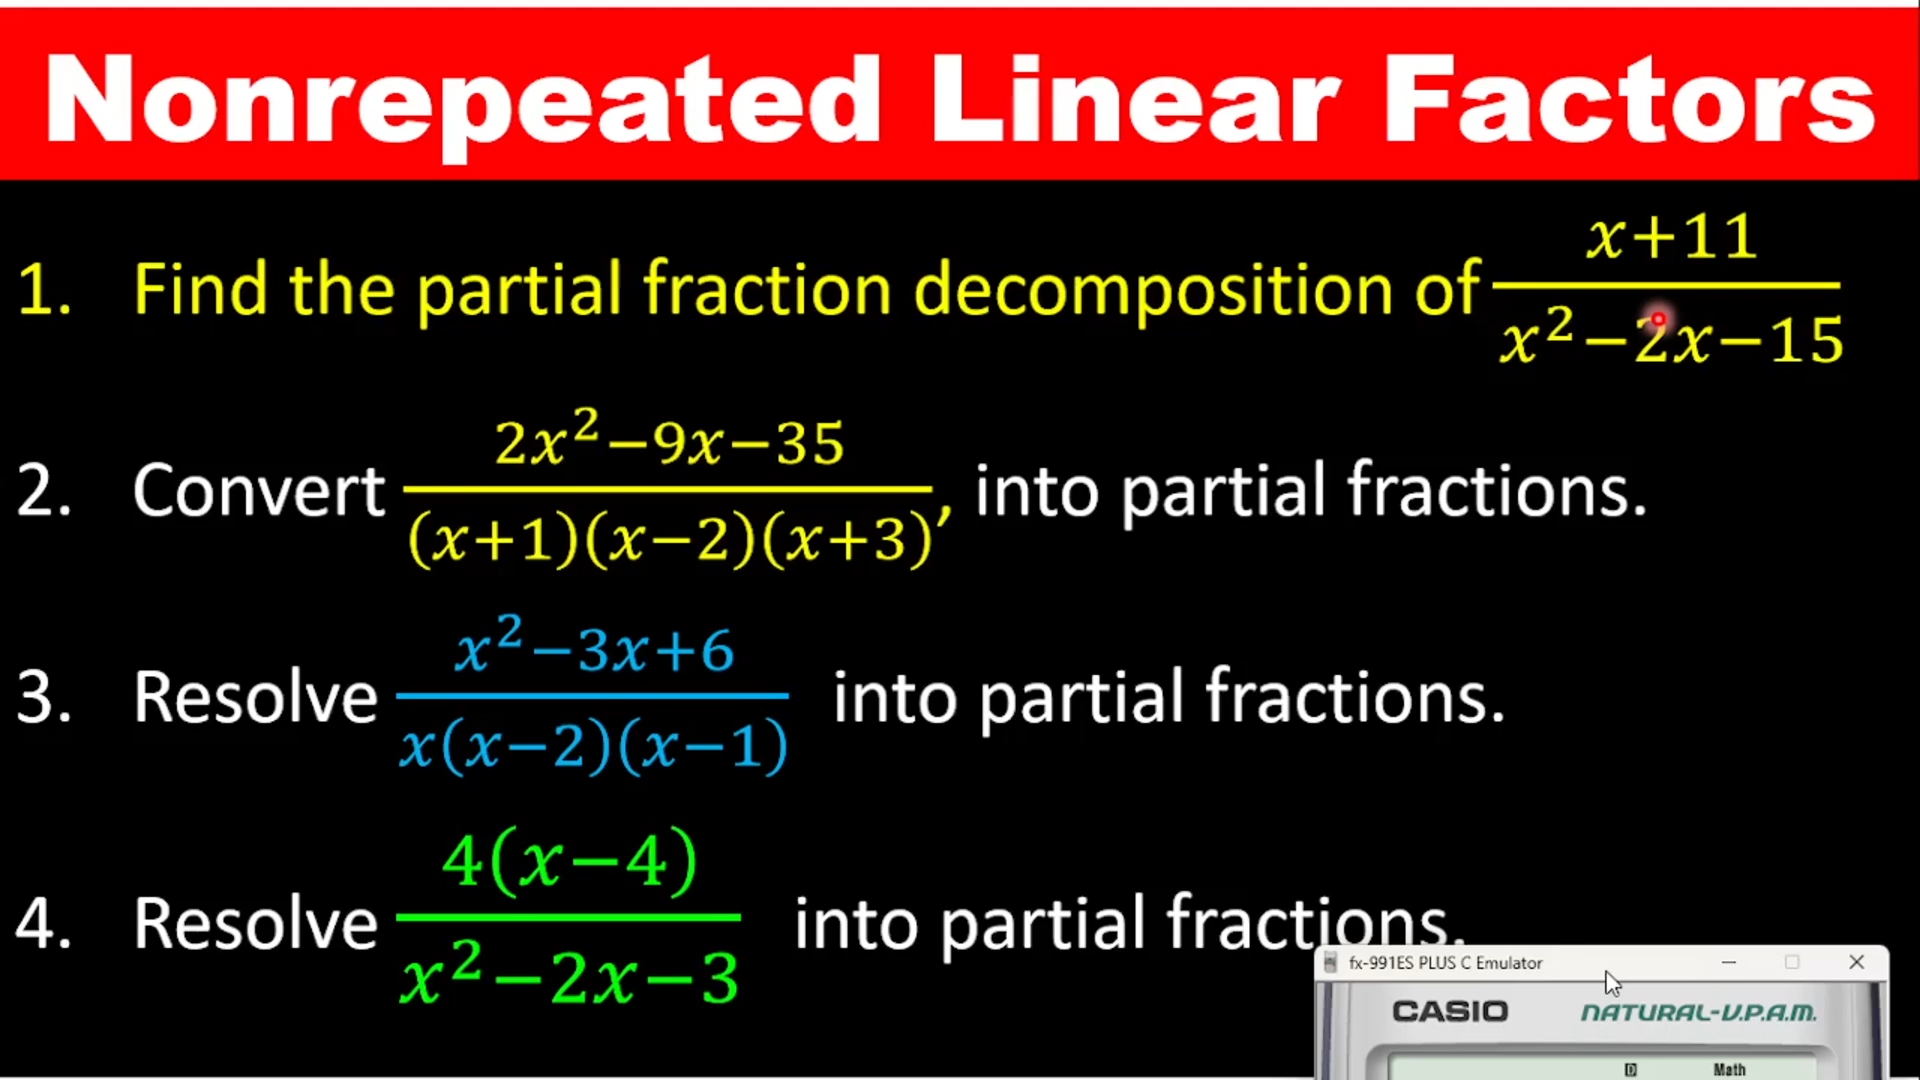 Nonrepeated Linear Factors
1. Find the partial fraction decomposition of x+11 / x²−2x−15
2. Convert 2x²−9x−35 / (x+1)(x−2)(x+3), into partial fractions.
3. Resolve x²−3x+6 / x(x−2)(x−1) into partial fractions.
4. Resolve 4(x−4) / x²−2x−3 into partial fractions.
fx-991ES PLUS C Emulator
CASIO NATURAL-V.P.A.M.
D Math